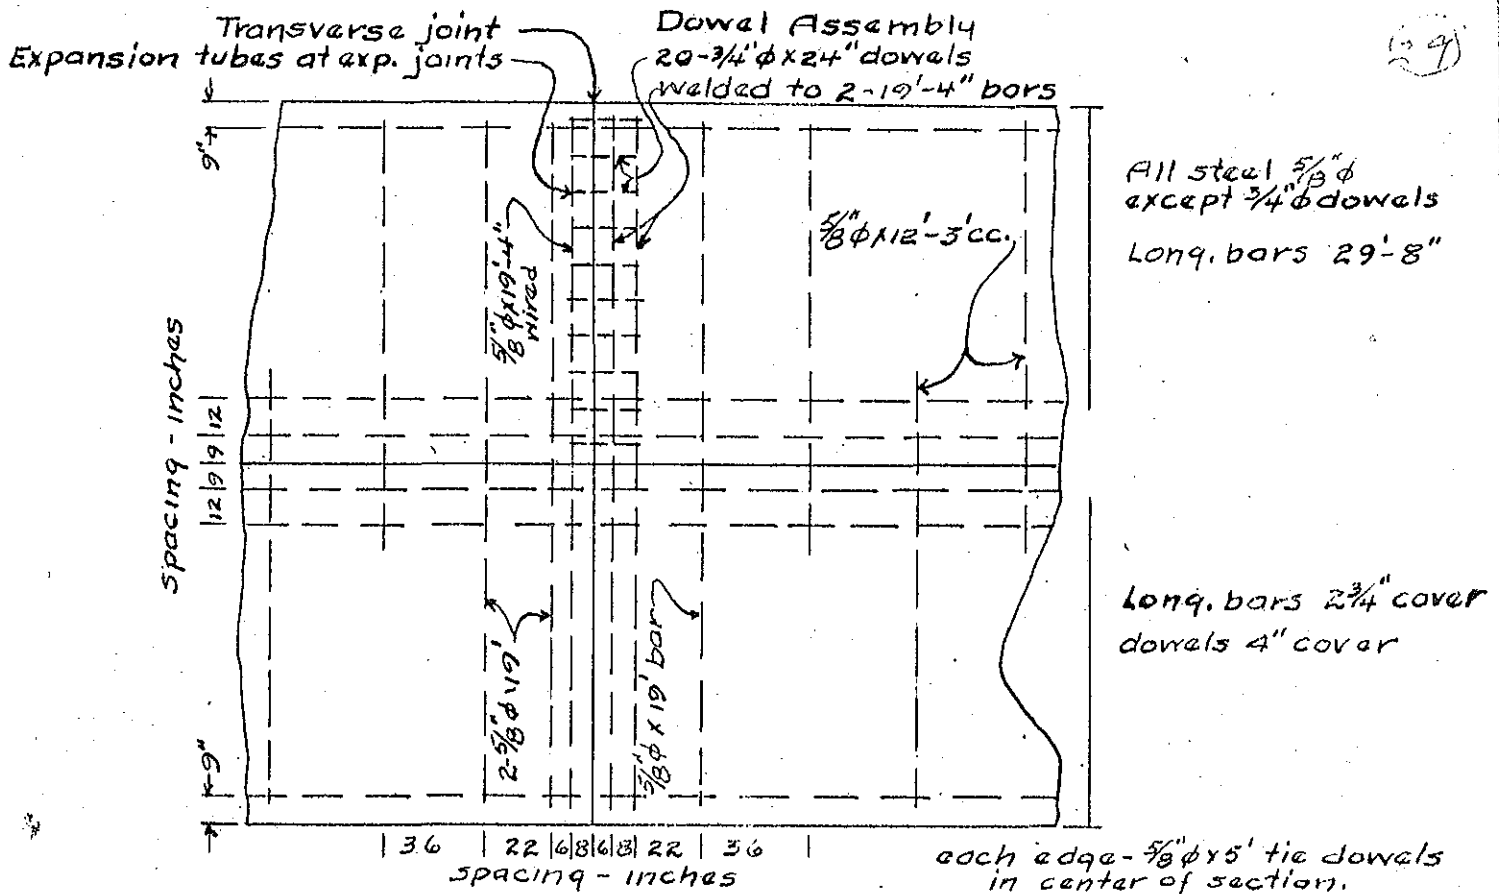 Transverse joint
Expansion tubes at exp. joints
Dowel Assembly
20-3/4"φx24" dowels
welded to 2-19'-4" bars
9"
All steel 5/8"φ
except 3/4"φ dowels
Long. bars 29'-8"
5/8"φx12'-3'cc.
5/8"φx19'-4"
wired
spacing - inches
12 9 9 12
Long. bars 2 3/4" cover
dowels 4" cover
2-5/8"φx19'
5/8"φ x 19' bar
9"
36 22 6 8 6 8 22 36
spacing - inches
each edge - 5/8"φx5' tie dowels
in center of section.